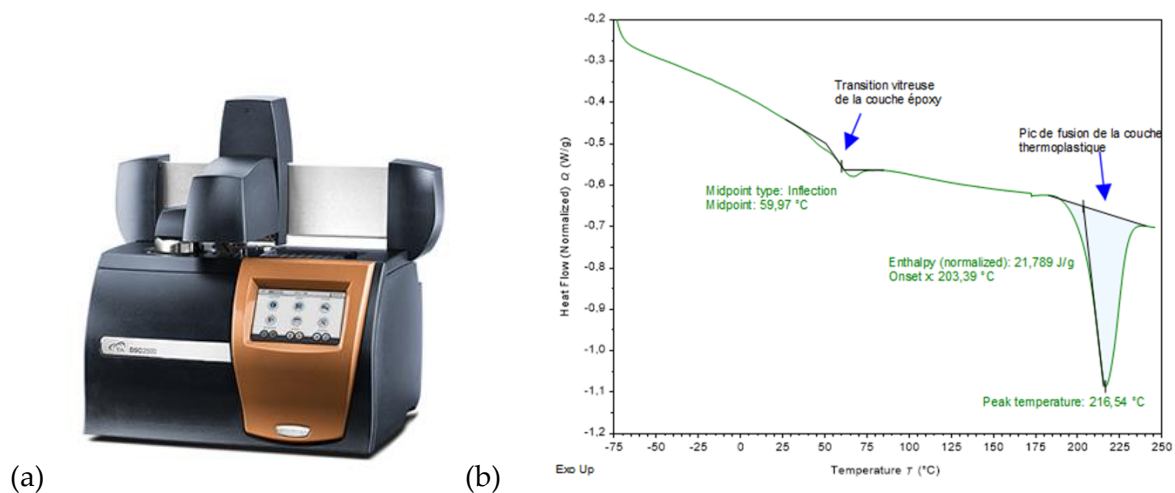 DSC2500
-0,2
-0,3
-0,4
-0,5
-0,6
-0,7
-0,8
-0,9
-1,0
-1,1
-1,2
Heat Flow (Normalized) Q (W/g)
Transition vitreuse
de la couche époxy
Pic de fusion de la couche
thermoplastique
Midpoint type: Inflection
Midpoint: 59,97 °C
Enthalpy (normalized): 21,789 J/g
Onset x: 203,39 °C
Peak temperature: 216,54 °C
-75 -50 -25 0 25 50 75 100 125 150 175 200 225 250
Exo Up
Temperature T (°C)
(a)
(b)